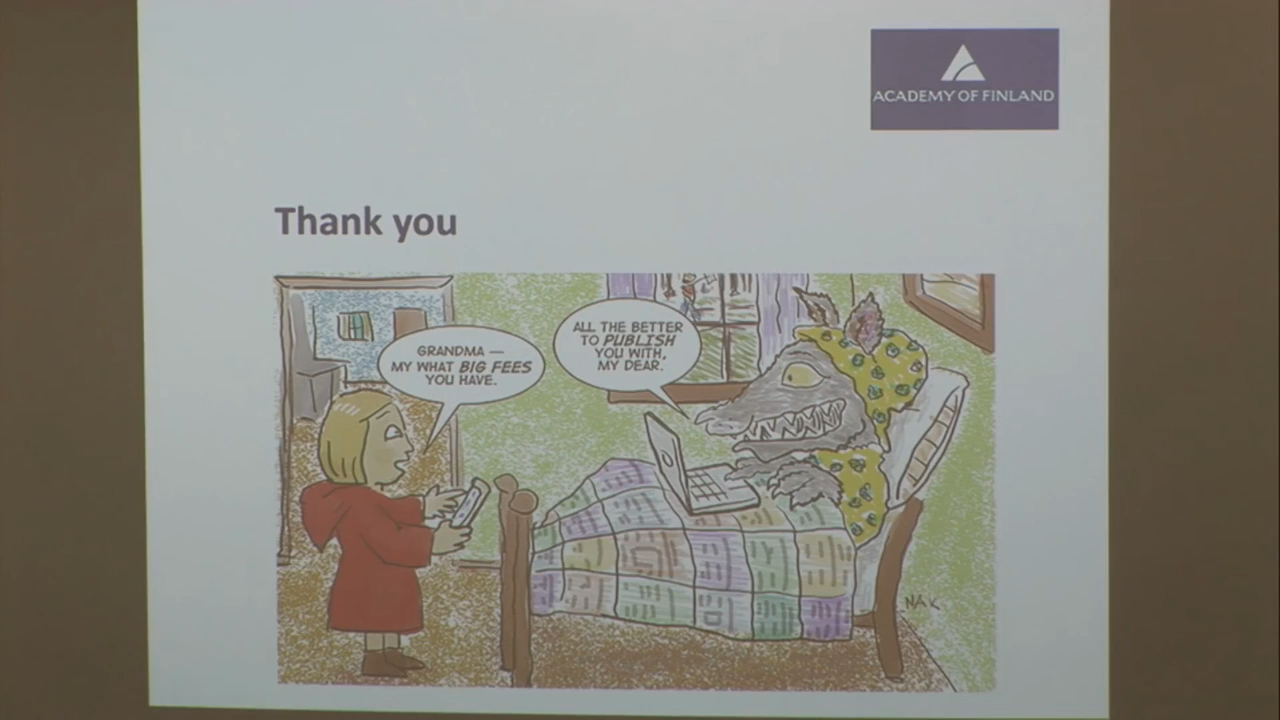 ACADEMY OF FINLAND
Thank you
GRANDMA —
MY WHAT BIG FEES
YOU HAVE.
ALL THE BETTER
TO PUBLISH
YOU WITH,
MY DEAR.
NAK